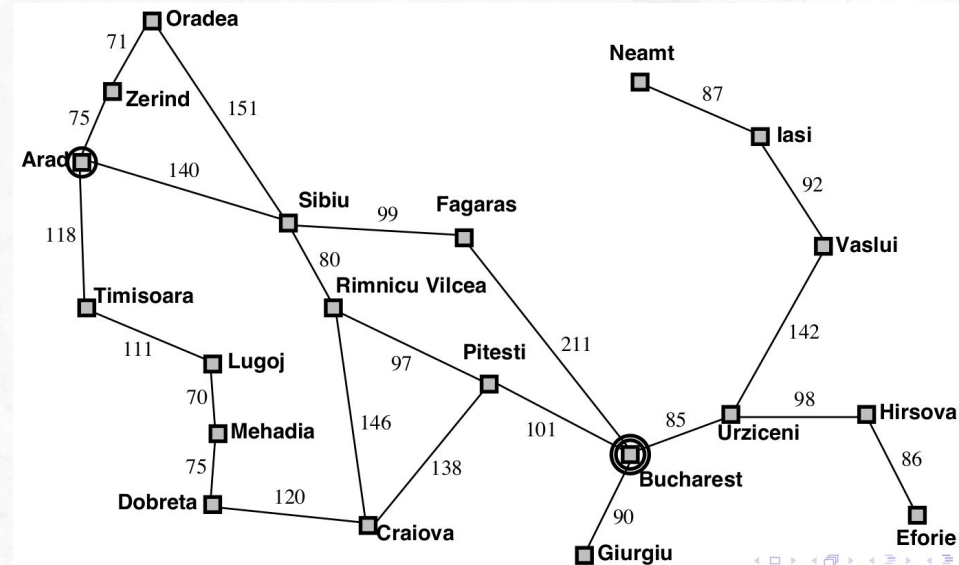 Oradea
71
Neamt
87
Zerind
75
151
Iasi
Arad
140
92
Sibiu
99
Fagaras
118
80
Vaslui
Timisoara
Rimnicu Vilcea
111
Lugoj
97
Pitesti
211
142
70
146
98
Hirsova
Mehadia
101
85
Urziceni
75
138
86
Bucharest
Dobreta
120
90
Craiova
Eforie
Giurgiu